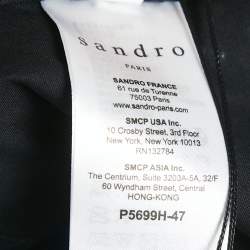 sandro
PARIS
SANDRO FRANCE
61 rue de Turenne
75003 Paris
www.sandro-paris.com
SMCP USA Inc.
10 Crosby Street, 3rd Floor
New York, New York 10013
RN132784
SMCP ASIA Inc.
The Centrium, Suite 3203A-5A, 32/F
60 Wyndham Street, Central
HONG-KONG
P5699H-47